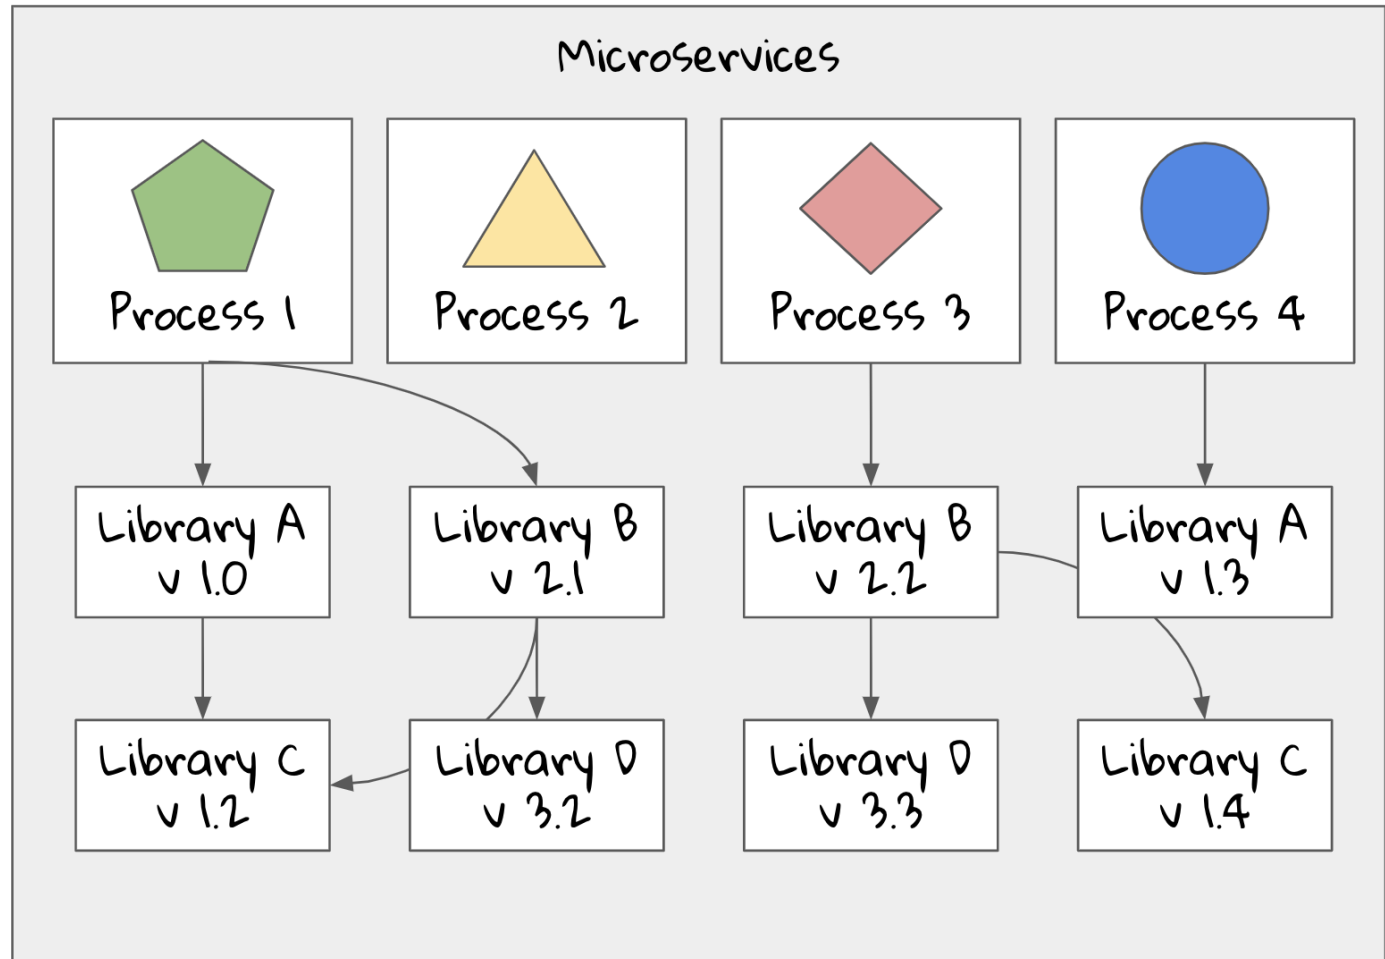 Microservices
Process 1
Process 2
Process 3
Process 4
Library A
v 1.0
Library B
v 2.1
Library B
v 2.2
Library A
v 1.3
Library C
v 1.2
Library D
v 3.2
Library D
v 3.3
Library C
v 1.4